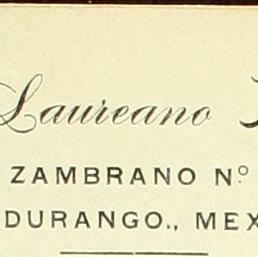 Laureano
ZAMBRANO Nº
DURANGO., MEX